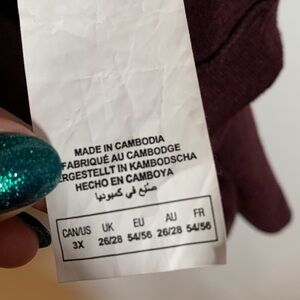 MADE IN CAMBODIA
FABRIQUÉ AU CAMBODGE
ERGESTELLT IN KAMBODSCHA
HECHO EN CAMBOYA
صنع في كمبوديا
CAN/US UK EU AU FR
3X 26/28 54/56 26/28 54/56